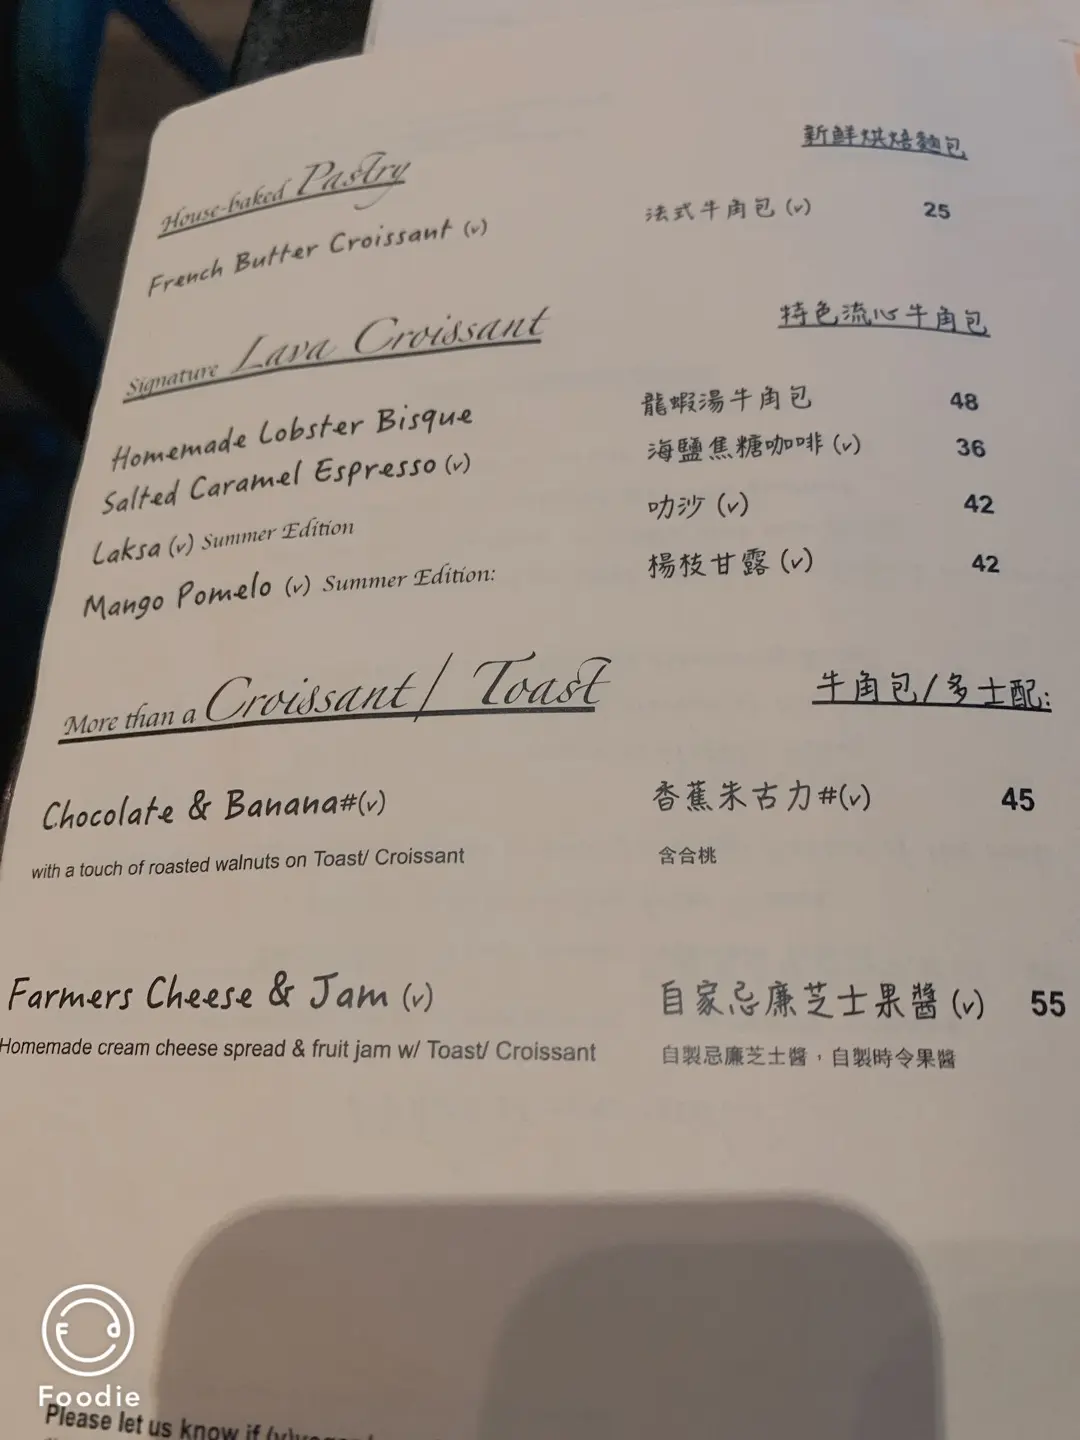 House-baked Pastry 新鮮烘焙麵包
French Butter Croissant (v) 法式牛角包 (v) 25
Signature Lava Croissant 特色流心牛角包
Homemade Lobster Bisque 龍蝦湯牛角包 48
Salted Caramel Espresso (v) 海鹽焦糖咖啡 (v) 36
Laksa (v) Summer Edition 叻沙 (v) 42
Mango Pomelo (v) Summer Edition: 楊枝甘露 (v) 42
More than a Croissant/ Toast 牛角包/多士配:
Chocolate & Banana#(v) 香蕉朱古力#(v) 45
with a touch of roasted walnuts on Toast/ Croissant 含合桃
Farmers Cheese & Jam (v) 自家忌廉芝士果醬 (v) 55
Homemade cream cheese spread & fruit jam w/ Toast/ Croissant 自製忌廉芝士醬，自製時令果醬
Foodie
Please let us know if (v)